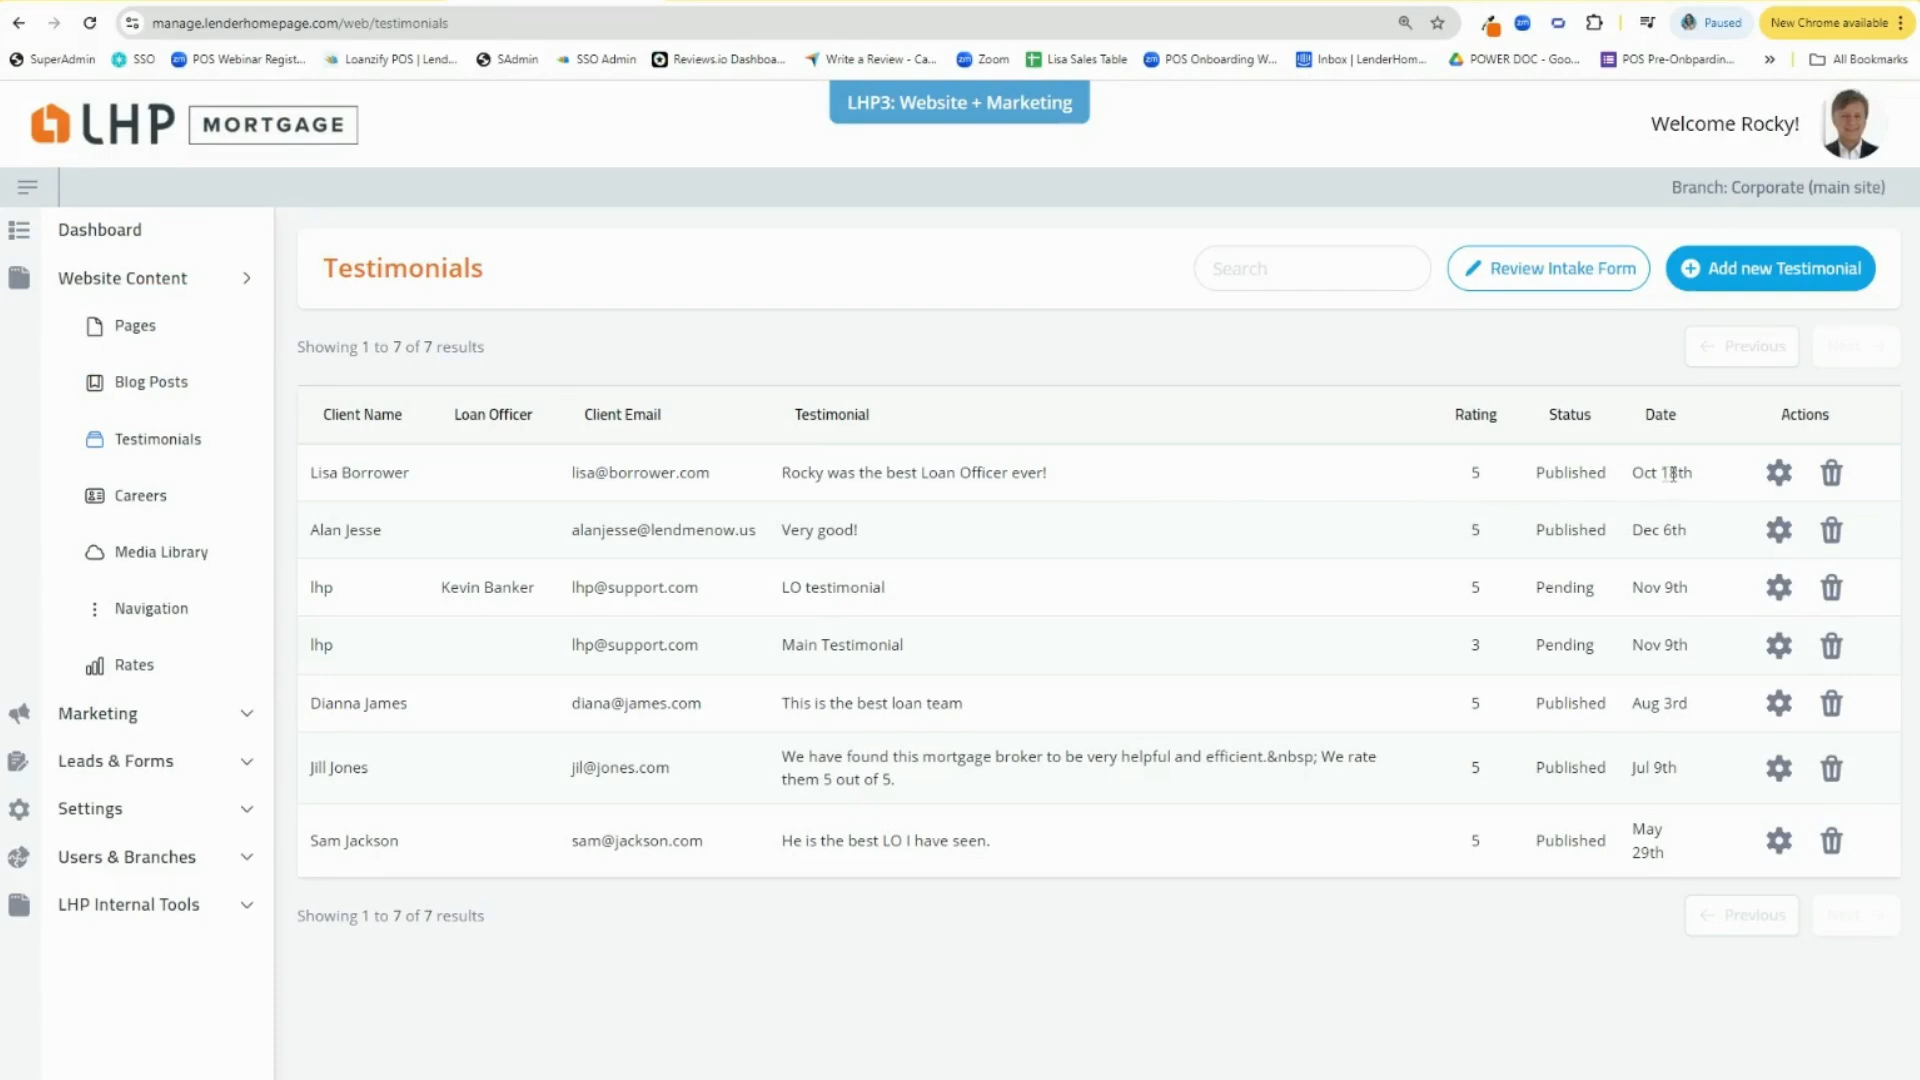 manage.lenderhomepage.com/web/testimonials
Paused
New Chrome available
SuperAdmin
SSO
POS Webinar Regist...
Loanzify POS | Lend...
SAdmin
SSO Admin
Reviews.io Dashboa...
Write a Review - Ca...
Zoom
Lisa Sales Table
POS Onboarding W...
Inbox | LenderHom...
POWER DOC - Goo...
POS Pre-Onbpardin...
All Bookmarks
LHP MORTGAGE
LHP3: Website + Marketing
Welcome Rocky!
Branch: Corporate (main site)
Dashboard
Website Content
Pages
Blog Posts
Testimonials
Careers
Media Library
Navigation
Rates
Marketing
Leads & Forms
Settings
Users & Branches
LHP Internal Tools
Testimonials
Search
Review Intake Form
Add new Testimonial
Showing 1 to 7 of 7 results
← Previous
Next →
Client Name Loan Officer Client Email Testimonial Rating Status Date Actions
Lisa Borrower lisa@borrower.com Rocky was the best Loan Officer ever! 5 Published Oct
Alan Jesse alanjesse@lendmenow.us Very good! 5 Published Dec 6th
lhp Kevin Banker lhp@support.com LO testimonial 5 Pending Nov 9th
lhp lhp@support.com Main Testimonial 3 Pending Nov 9th
Dianna James diana@james.com This is the best loan team 5 Published Aug 3rd
Jill Jones jil@jones.com We have found this mortgage broker to be very helpful and efficient.&nbsp; We rate
them 5 out of 5. 5 Published Jul 9th
Sam Jackson sam@jackson.com He is the best LO I have seen. 5 Published May
29th
Showing 1 to 7 of 7 results
← Previous
Next →